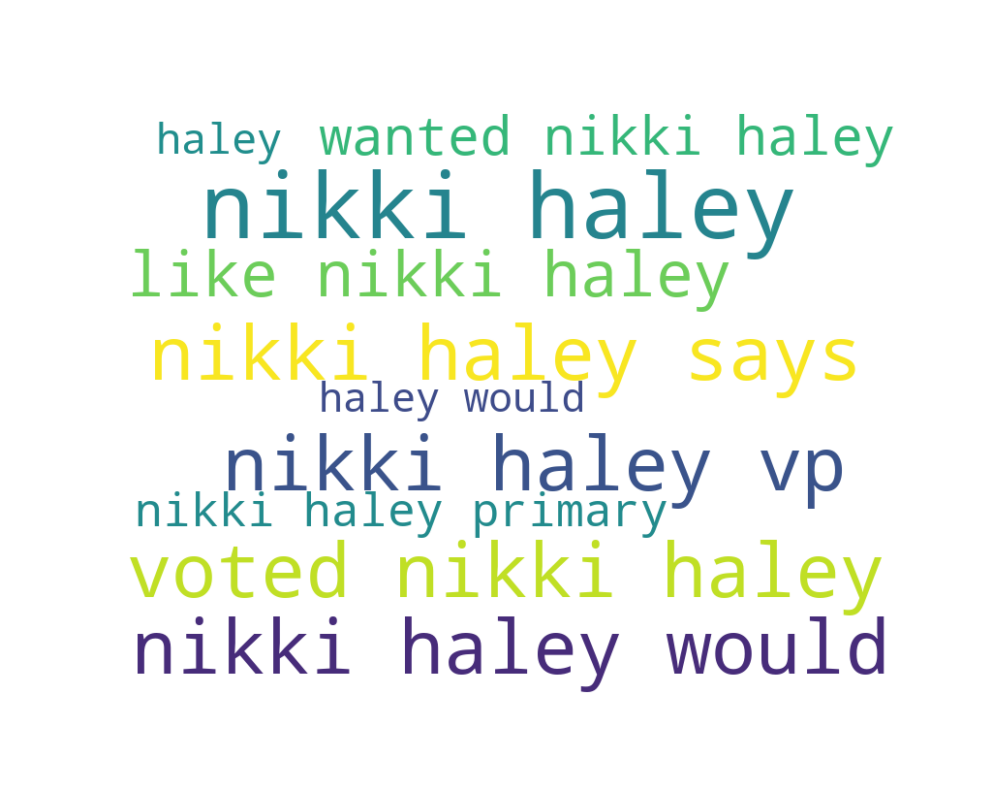 haley wanted nikki haley
nikki haley
like nikki haley
nikki haley says
haley would
nikki haley vp
nikki haley primary
voted nikki haley
nikki haley would